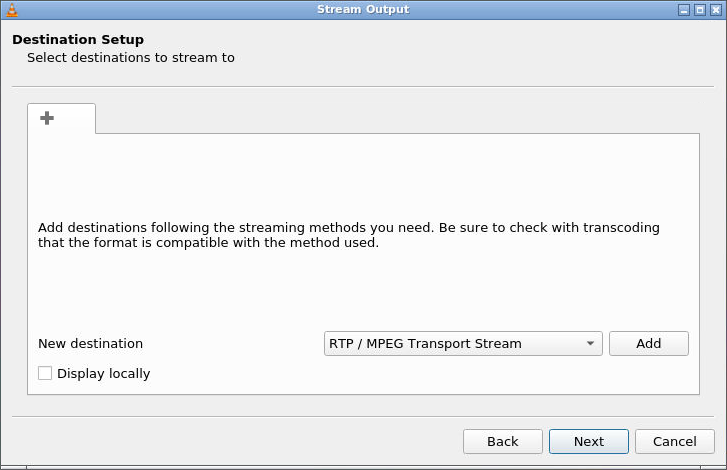 Stream Output
Destination Setup
Select destinations to stream to
Add destinations following the streaming methods you need. Be sure to check with transcoding
that the format is compatible with the method used.
New destination
RTP / MPEG Transport Stream
Add
Display locally
Back
Next
Cancel